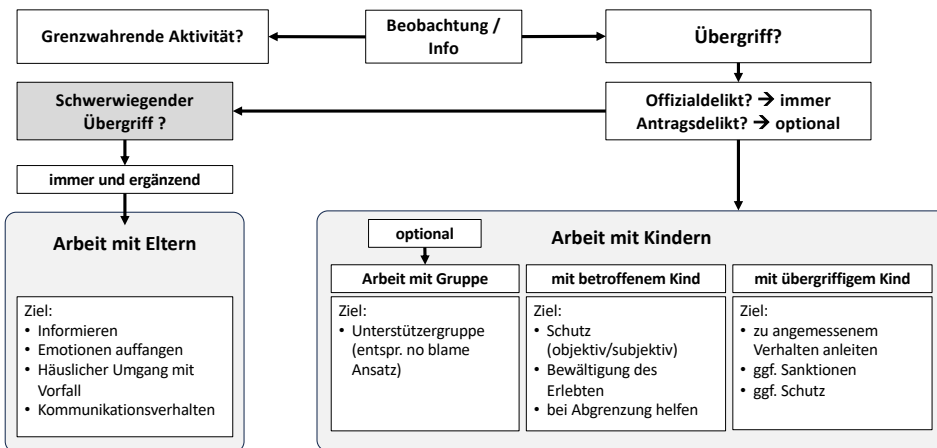 Grenzwahrende Aktivität?
Beobachtung /
Info
Übergriff?
Schwerwiegender
Übergriff ?
Offizialdelikt? → immer
Antragsdelikt? → optional
immer und ergänzend
Arbeit mit Eltern
Ziel:
• Informieren
• Emotionen auffangen
• Häuslicher Umgang mit
Vorfall
• Kommunikationsverhalten
optional
Arbeit mit Kindern
Arbeit mit Gruppe
Ziel:
• Unterstützergruppe
(entspr. no blame
Ansatz)
mit betroffenem Kind
Ziel:
• Schutz
(objektiv/subjektiv)
• Bewältigung des
Erlebten
• bei Abgrenzung helfen
mit übergriffigem Kind
Ziel:
• zu angemessenem
Verhalten anleiten
• ggf. Sanktionen
• ggf. Schutz